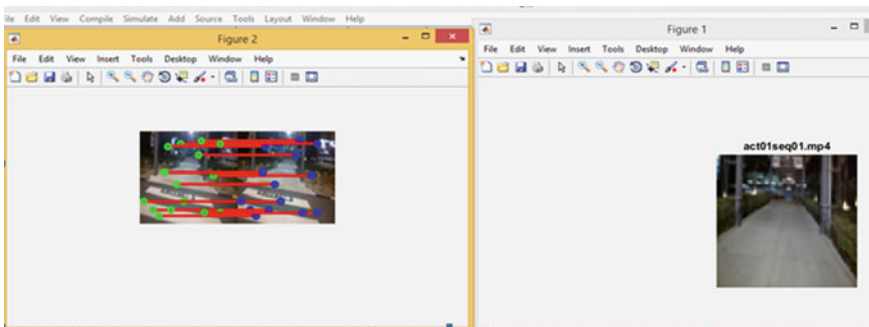 File Edit View Compile Simulate Add Source Tools Layout Window Help
Figure 2
File Edit View Insert Tools Desktop Window Help
Figure 1
File Edit View Insert Tools Desktop Window Help
act01seq01.mp4